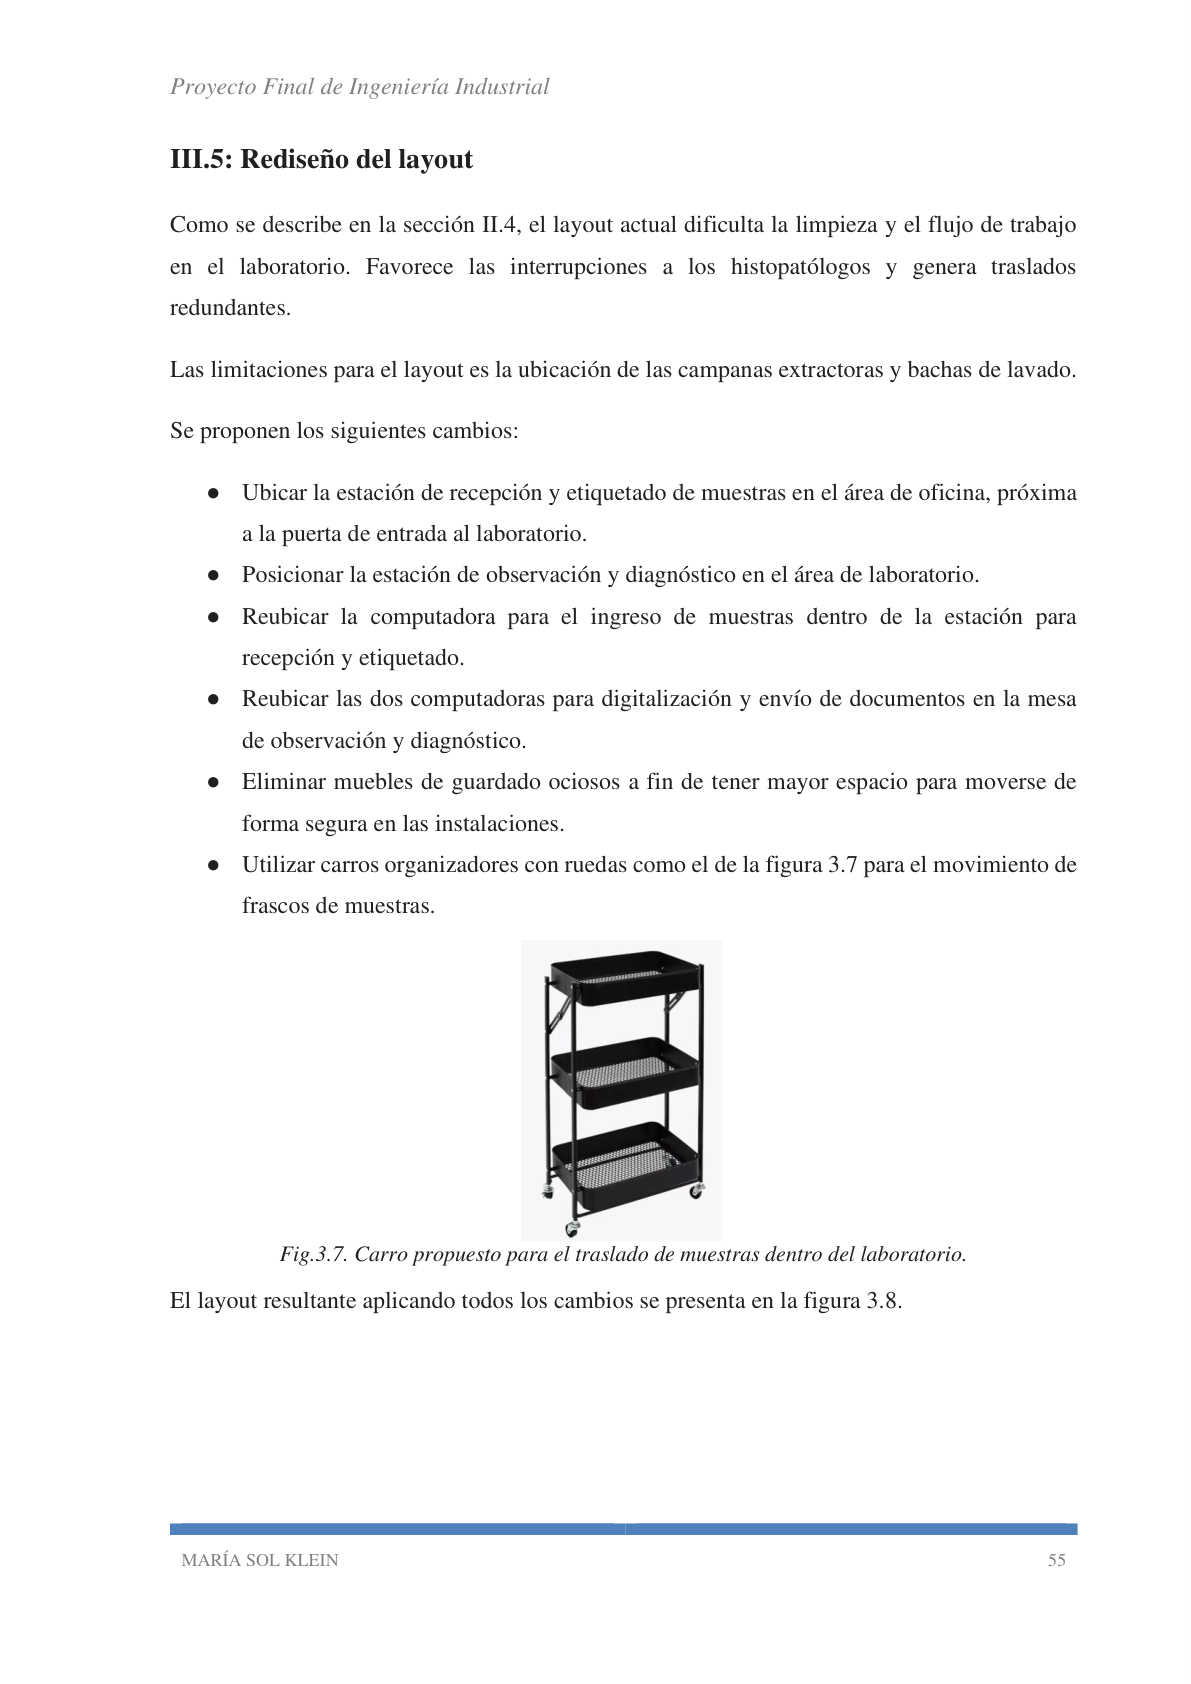 Proyecto Final de Ingeniería Industrial
III.5: Rediseño del layout
Como se describe en la sección II.4, el layout actual dificulta la limpieza y el flujo de trabajo
en el laboratorio. Favorece las interrupciones a los histopatólogos y genera traslados
redundantes.
Las limitaciones para el layout es la ubicación de las campanas extractoras y bachas de lavado.
Se proponen los siguientes cambios:
● Ubicar la estación de recepción y etiquetado de muestras en el área de oficina, próxima
a la puerta de entrada al laboratorio.
● Posicionar la estación de observación y diagnóstico en el área de laboratorio.
● Reubicar la computadora para el ingreso de muestras dentro de la estación para
recepción y etiquetado.
● Reubicar las dos computadoras para digitalización y envío de documentos en la mesa
de observación y diagnóstico.
● Eliminar muebles de guardado ociosos a fin de tener mayor espacio para moverse de
forma segura en las instalaciones.
● Utilizar carros organizadores con ruedas como el de la figura 3.7 para el movimiento de
frascos de muestras.
Fig.3.7. Carro propuesto para el traslado de muestras dentro del laboratorio.
El layout resultante aplicando todos los cambios se presenta en la figura 3.8.
MARÍA SOL KLEIN 55